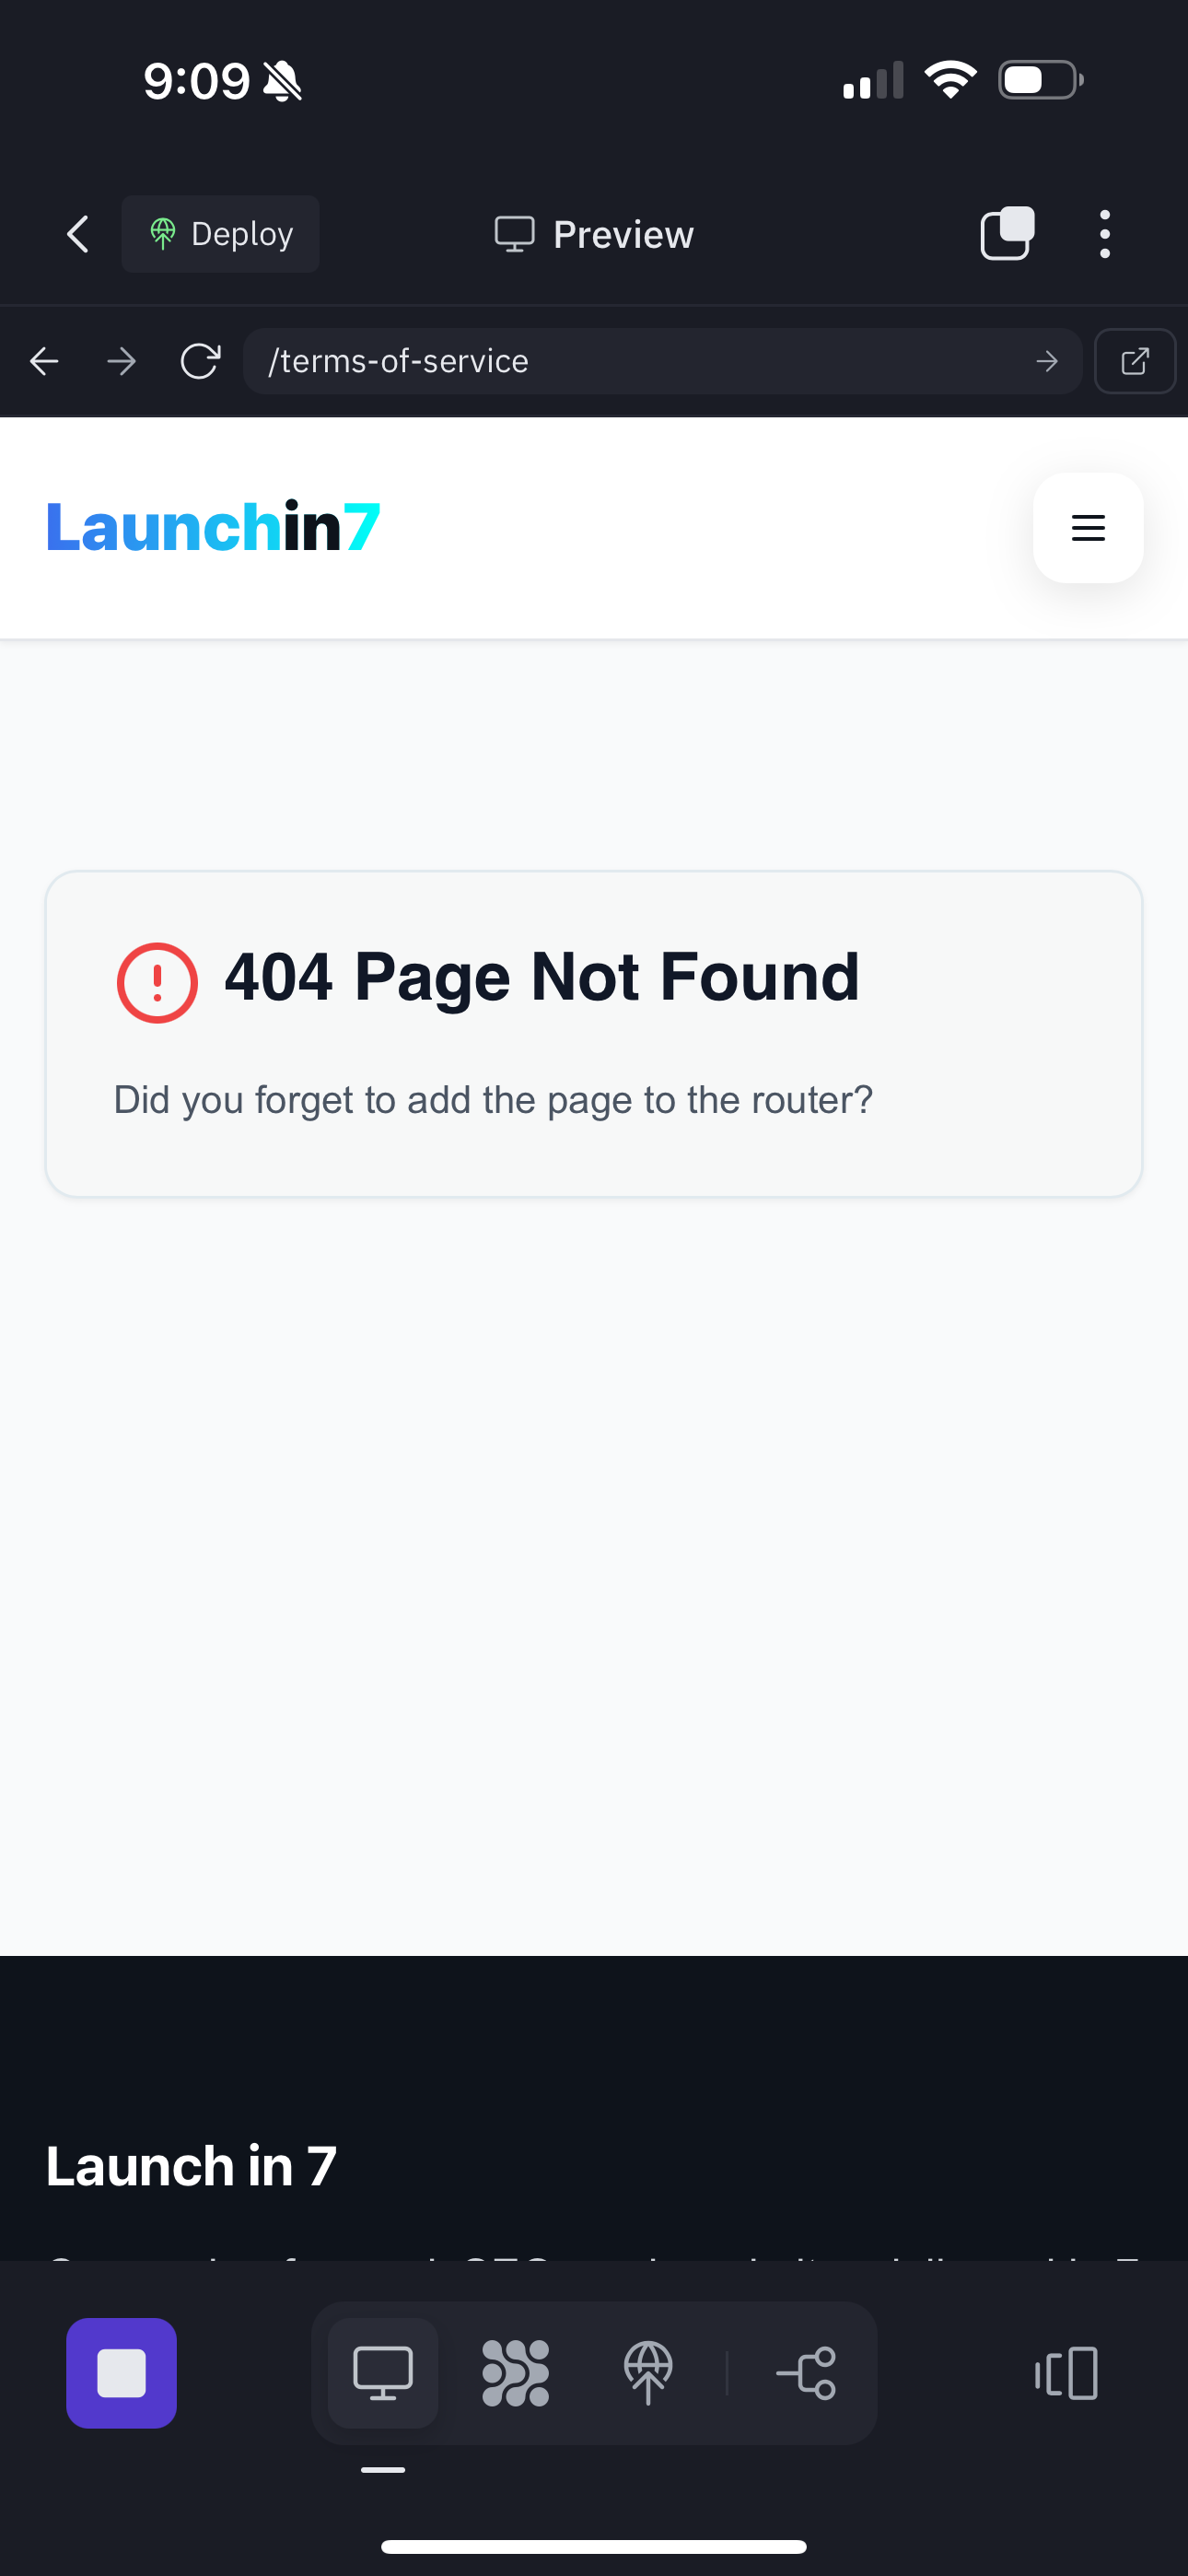 9:09
Deploy
Preview
/terms-of-service
Launchin7
404 Page Not Found
Did you forget to add the page to the router?
Launch in 7